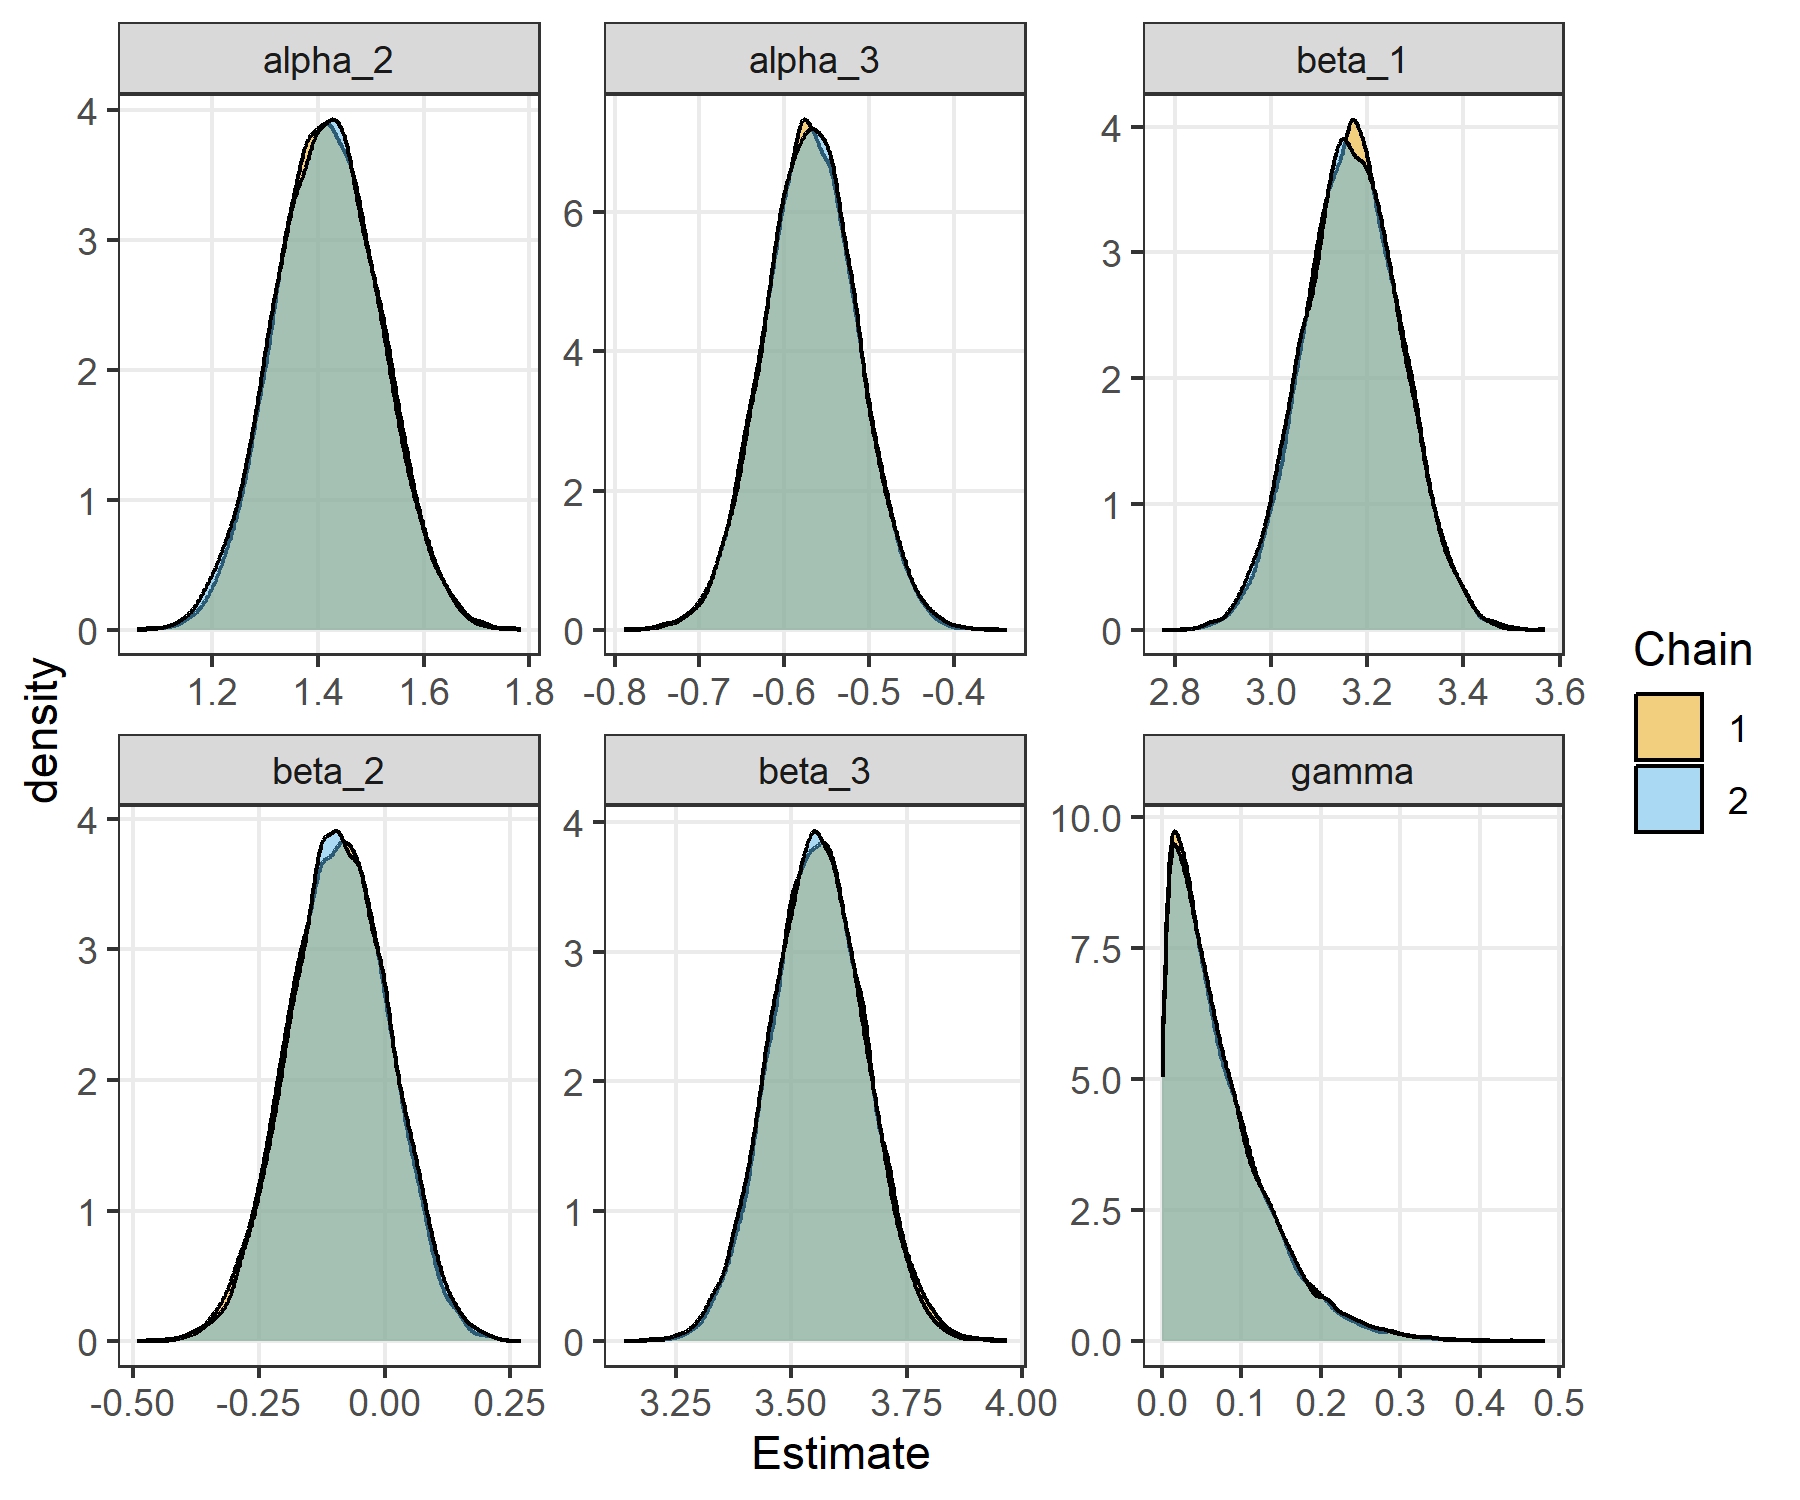 alpha_2 alpha_3 beta_1
4
3
2
1
0
1.2 1.4 1.6 1.8
6
4
2
0
-0.8 -0.7 -0.6 -0.5 -0.4
4
3
2
1
0
2.8 3.0 3.2 3.4 3.6
beta_2 beta_3 gamma
4
3
2
1
0
-0.50 -0.25 0.00 0.25
4
3
2
1
0
3.25 3.50 3.75 4.00
10.0
7.5
5.0
2.5
0.0
0.0 0.1 0.2 0.3 0.4 0.5
density
Estimate
Chain
1
2